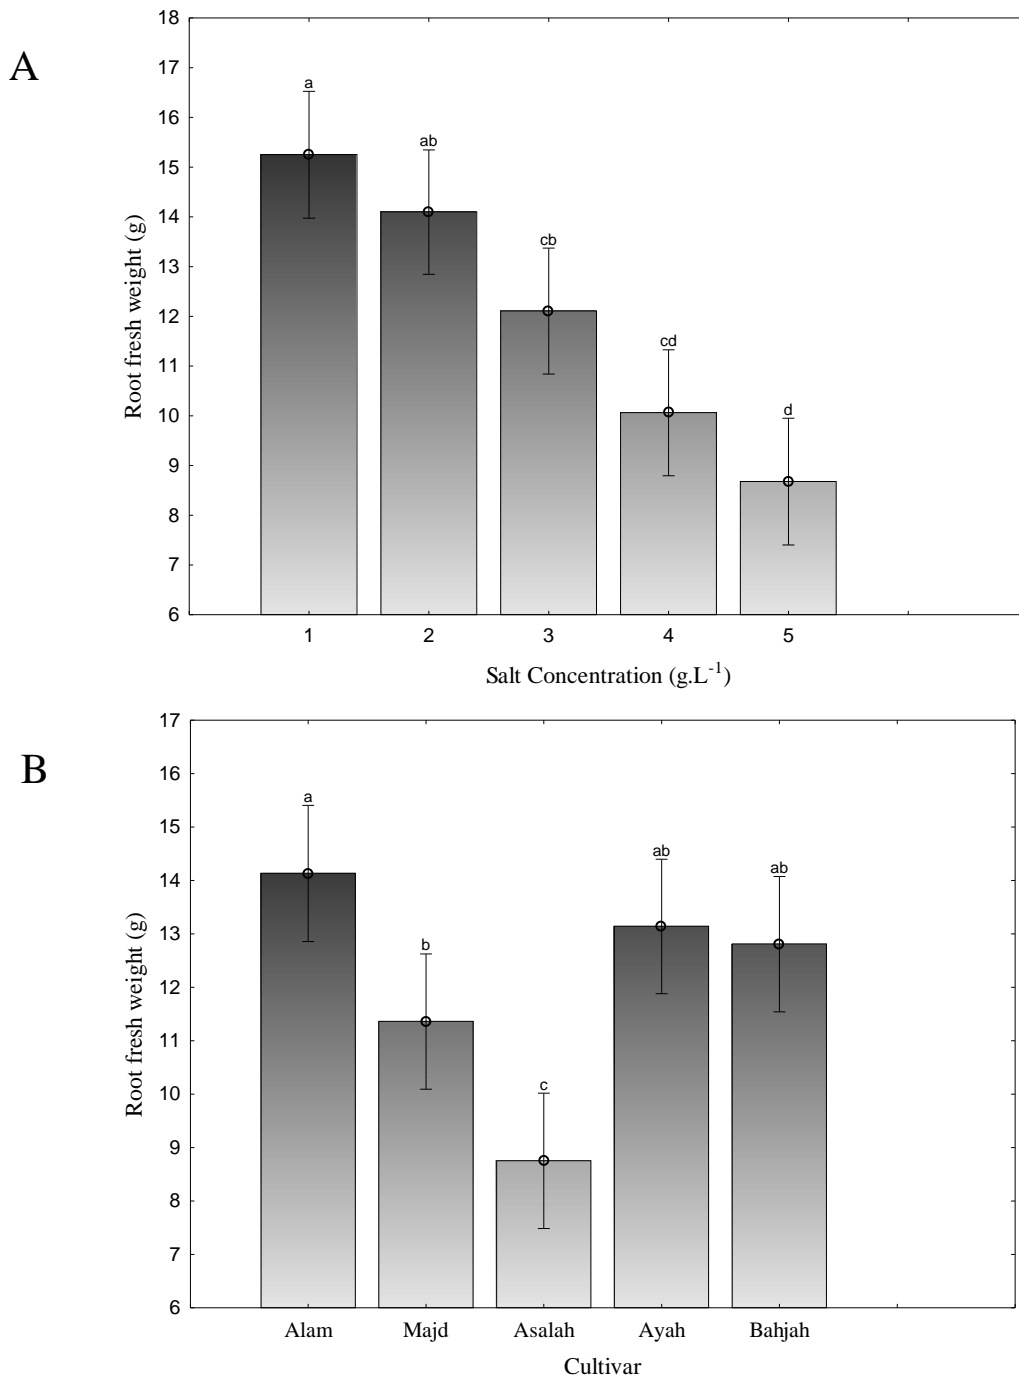 A
18
17
16
15
14
13
12
11
10
9
8
7
6
Root fresh weight (g)
a
ab
cb
cd
d
1 2 3 4 5
Salt Concentration (g.L⁻¹)
B
17
16
15
14
13
12
11
10
9
8
7
6
Root fresh weight (g)
a
b
c
ab
ab
Alam Majd Asalah Ayah Bahjah
Cultivar